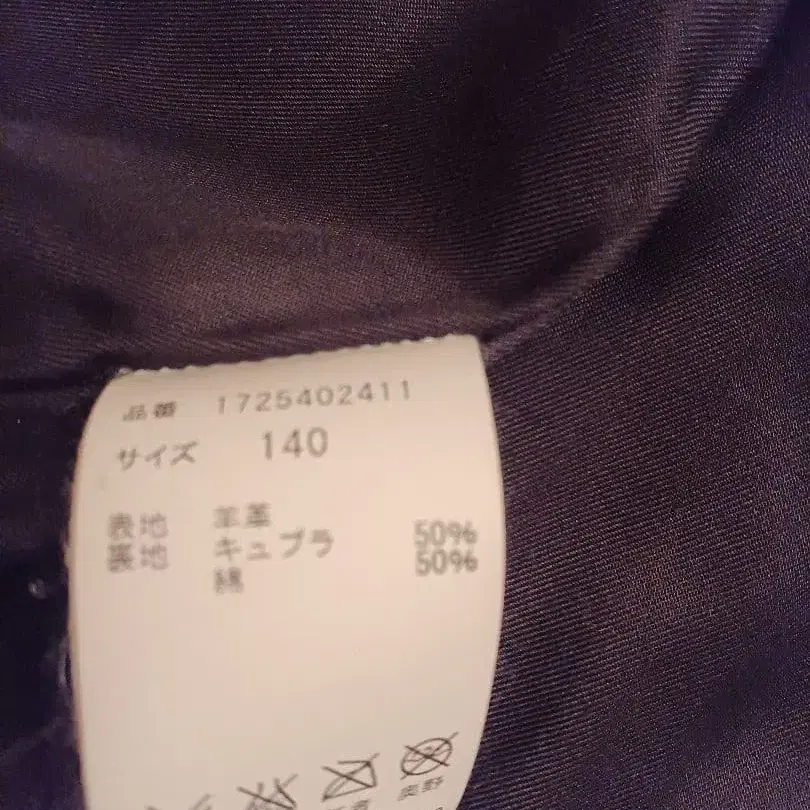 品番 1725402411
サイズ 140
表地 羊革
裏地 キュプラ 50%
綿 50%